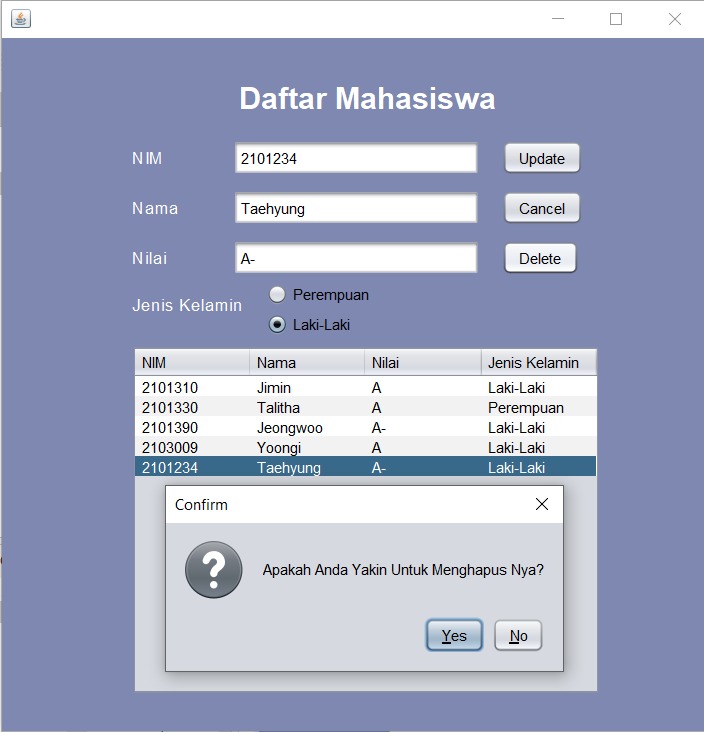 Daftar Mahasiswa
NIM 2101234 Update
Nama Taehyung Cancel
Nilai A- Delete
Jenis Kelamin Perempuan
Laki-Laki
NIM Nama Nilai Jenis Kelamin
2101310 Jimin A Laki-Laki
2101330 Talitha A Perempuan
2101390 Jeongwoo A- Laki-Laki
2103009 Yoongi A Laki-Laki
2101234 Taehyung A- Laki-Laki
Confirm
Apakah Anda Yakin Untuk Menghapus Nya?
Yes No